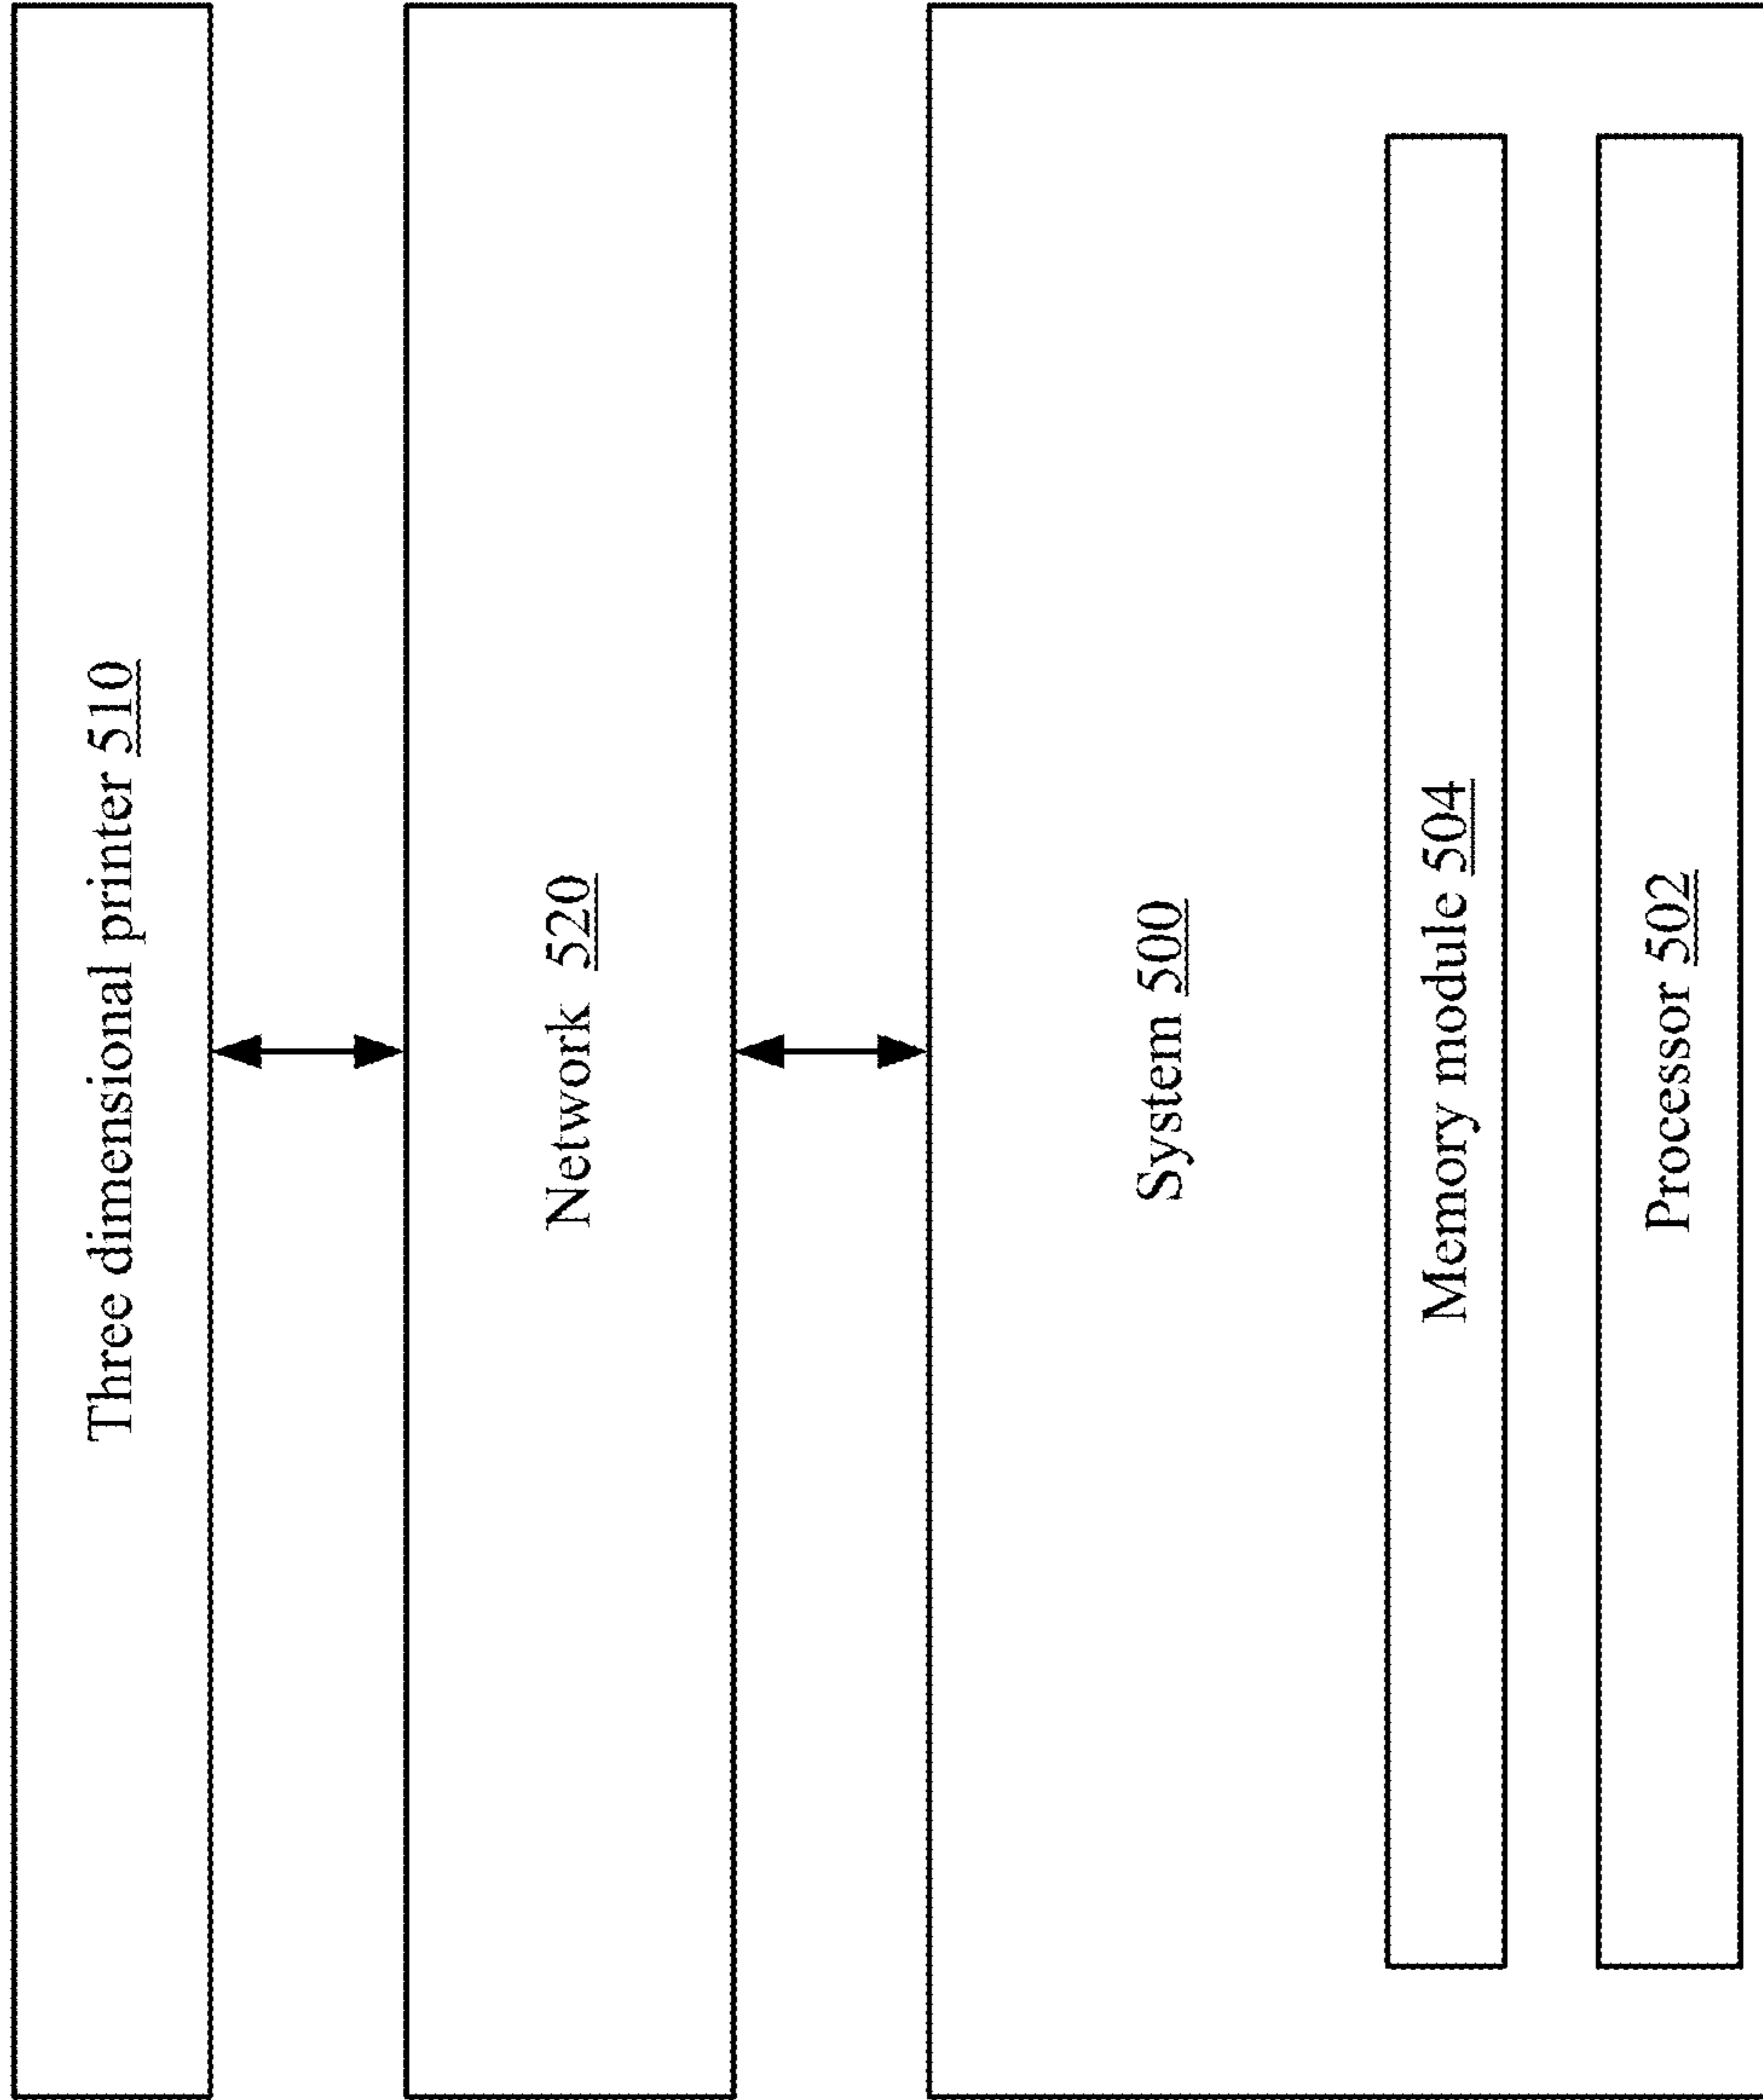 Three dimensional printer 510
Network 520
System 500
Memory module 504
Processor 502